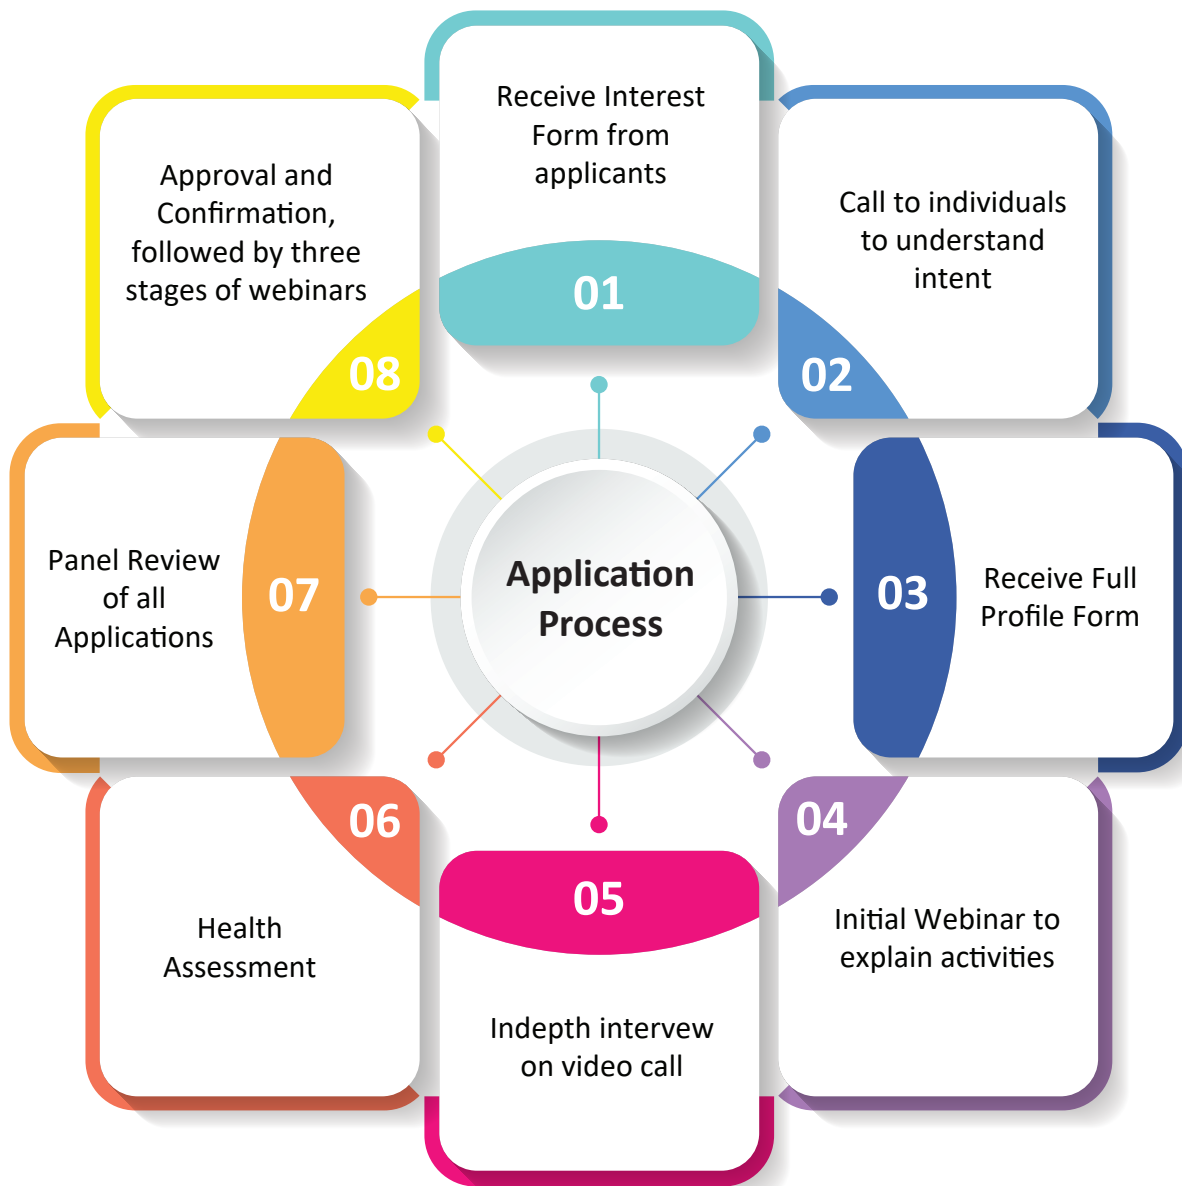 Application
Process
Receive Interest
Form from
applicants
01
Call to individuals
to understand
intent
02
Receive Full
Profile Form
03
Initial Webinar to
explain activities
04
Indepth intervew
on video call
05
Health
Assessment
06
Panel Review
of all
Applications
07
Approval and
Confirmation,
followed by three
stages of webinars
08